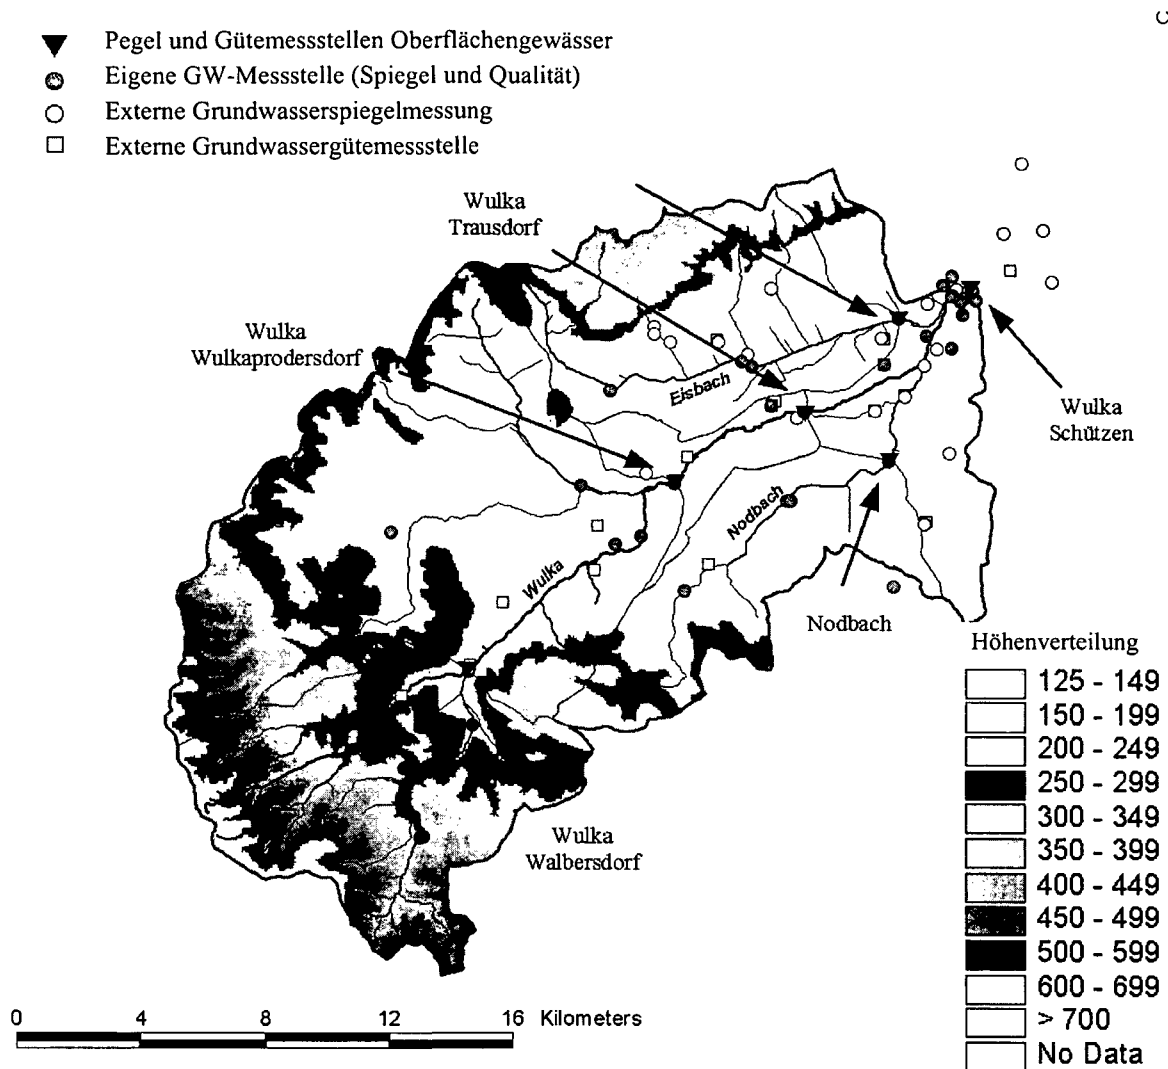 Pegel und Gütemessstellen Oberflächengewässer
Eigene GW-Messstelle (Spiegel und Qualität)
Externe Grundwasserspiegelmessung
Externe Grundwassergütemessstelle
Wulka
Trausdorf
Wulka
Wulkaprodersdorf
Eisbach
Wulka
Schützen
Nodbach
Wulka
Nodbach
Wulka
Walbersdorf
Höhenverteilung
125 - 149
150 - 199
200 - 249
250 - 299
300 - 349
350 - 399
400 - 449
450 - 499
500 - 599
600 - 699
> 700
No Data
0 4 8 12 16 Kilometers